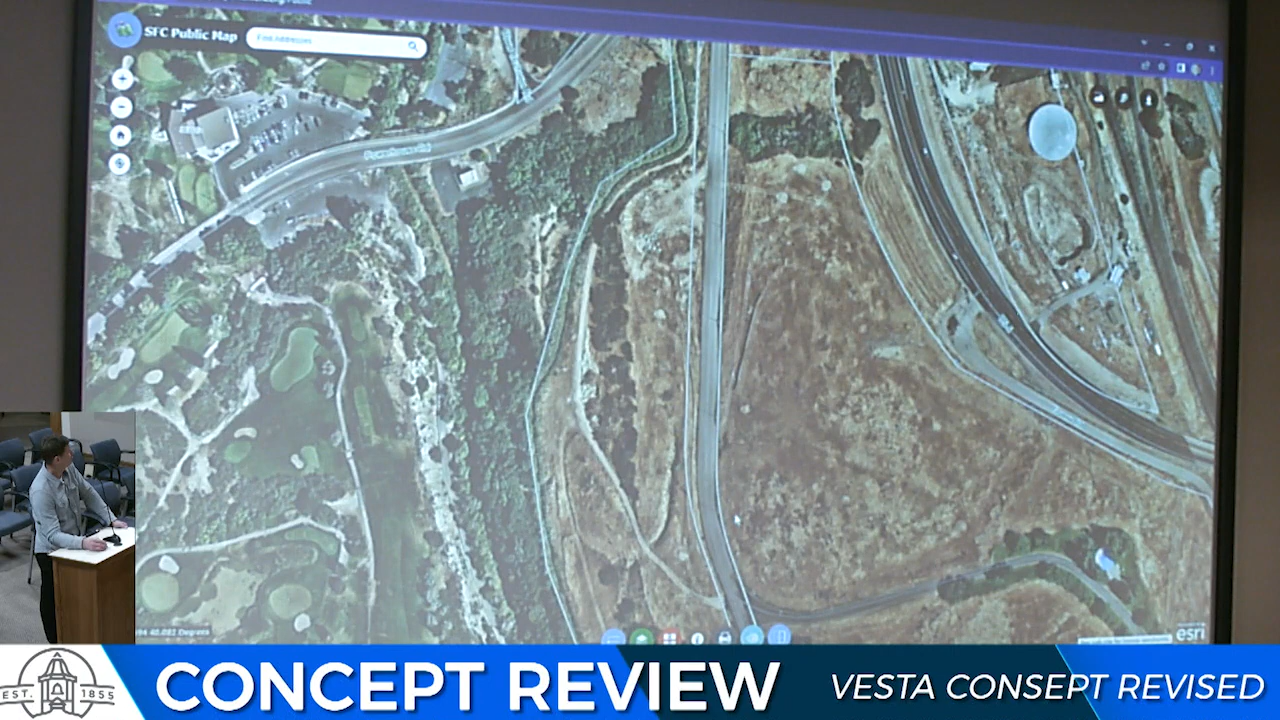 SFC Public Map
Find Addresses
esri
EST. 1855
CONCEPT REVIEW
VESTA CONSEPT REVISED